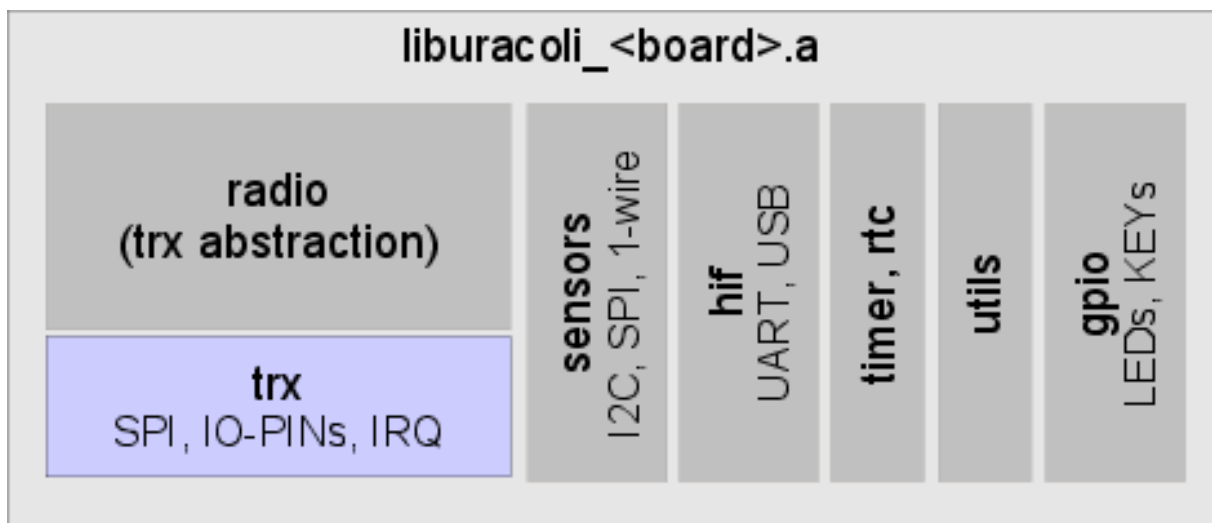 liburacoli_<board>.a
radio
(trx abstraction)
trx
SPI, IO-PINs, IRQ
sensors
I2C, SPI, 1-wire
hif
UART, USB
timer, rtc
utils
gpio
LEDs, KEYs